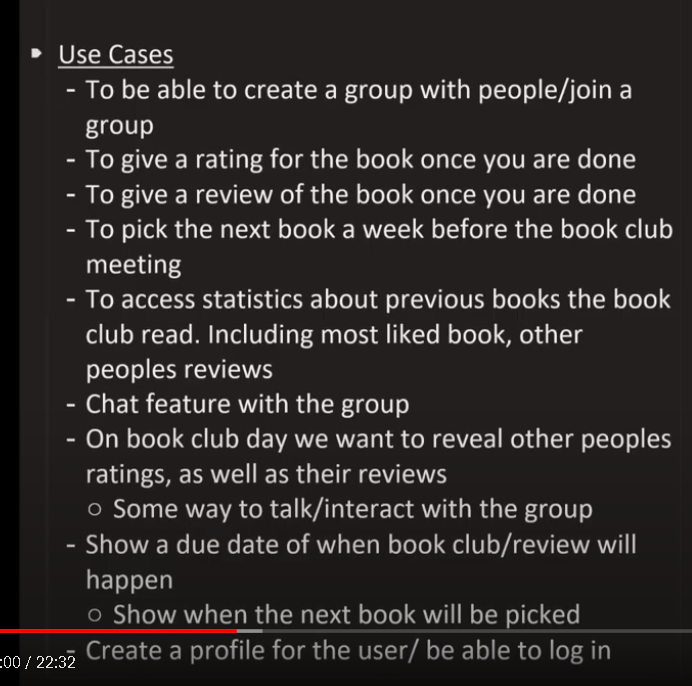 Use Cases
- To be able to create a group with people/join a
group
- To give a rating for the book once you are done
- To give a review of the book once you are done
- To pick the next book a week before the book club
meeting
- To access statistics about previous books the book
club read. Including most liked book, other
peoples reviews
- Chat feature with the group
- On book club day we want to reveal other peoples
ratings, as well as their reviews
○ Some way to talk/interact with the group
- Show a due date of when book club/review will
happen
○ Show when the next book will be picked
- Create a profile for the user/ be able to log in
:00 / 22:32